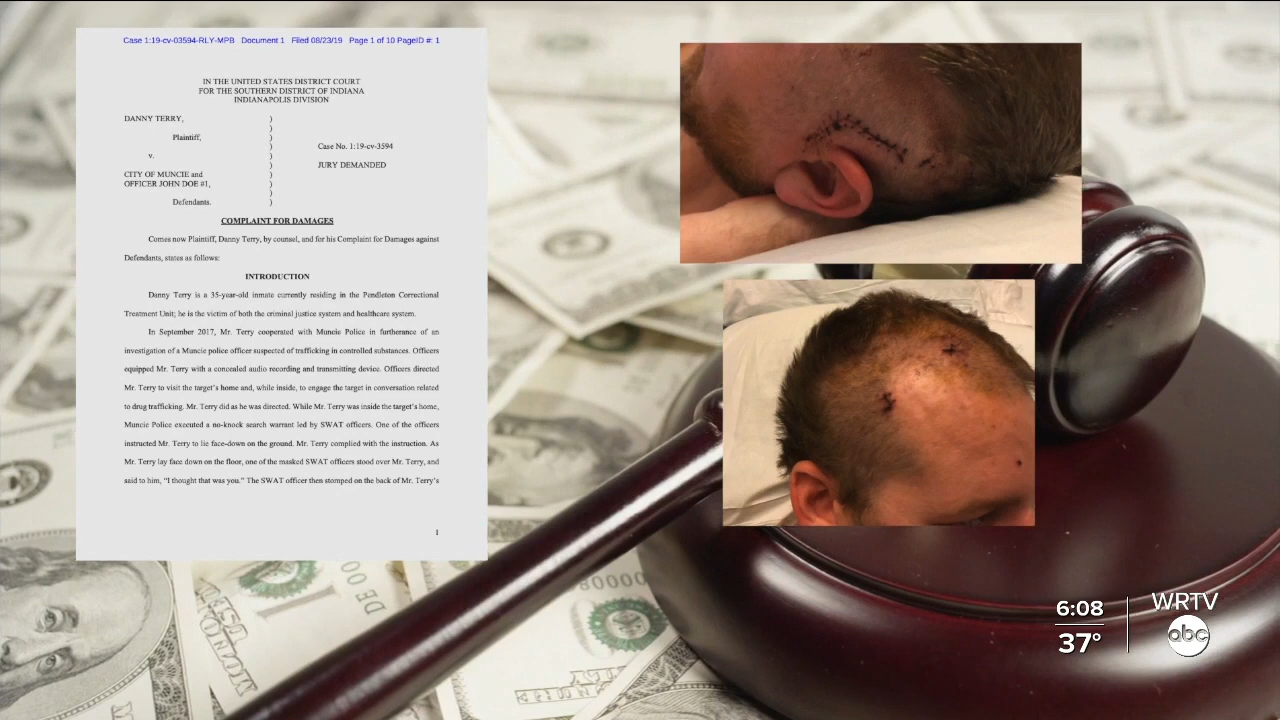 Case 1:19-cv-03594-RLY-MPB Document 1 Filed 08/23/19 Page 1 of 10 PageID #: 1
IN THE UNITED STATES DISTRICT COURT
FOR THE SOUTHERN DISTRICT OF INDIANA
INDIANAPOLIS DIVISION
DANNY TERRY, )
)
Plaintiff, )
) Case No. 1:19-cv-3594
v. )
) JURY DEMANDED
CITY OF MUNCIE and )
OFFICER JOHN DOE #1, )
)
Defendants. )
COMPLAINT FOR DAMAGES
Comes now Plaintiff, Danny Terry, by counsel, and for his Complaint for Damages against
Defendants, states as follows:
INTRODUCTION
Danny Terry is a 35-year-old inmate currently residing in the Pendleton Correctional
Treatment Unit; he is the victim of both the criminal justice system and healthcare system.
In September 2017, Mr. Terry cooperated with Muncie Police in furtherance of an
investigation of a Muncie police officer suspected of trafficking in controlled substances. Officers
equipped Mr. Terry with a concealed audio recording and transmitting device. Officers directed
Mr. Terry to visit the target's home and, while inside, to engage the target in conversation related
to drug trafficking. Mr. Terry did as he was directed. While Mr. Terry was inside the target's home,
Muncie Police executed a no-knock search warrant led by SWAT officers. One of the officers
instructed Mr. Terry to lie face-down on the ground. Mr. Terry complied with the instruction. As
Mr. Terry lay face down on the floor, one of the masked SWAT officers stood over Mr. Terry, and
said to him, "I thought that was you." The SWAT officer then stomped on the back of Mr. Terry's
1
6:08
37°
WRTV
abc